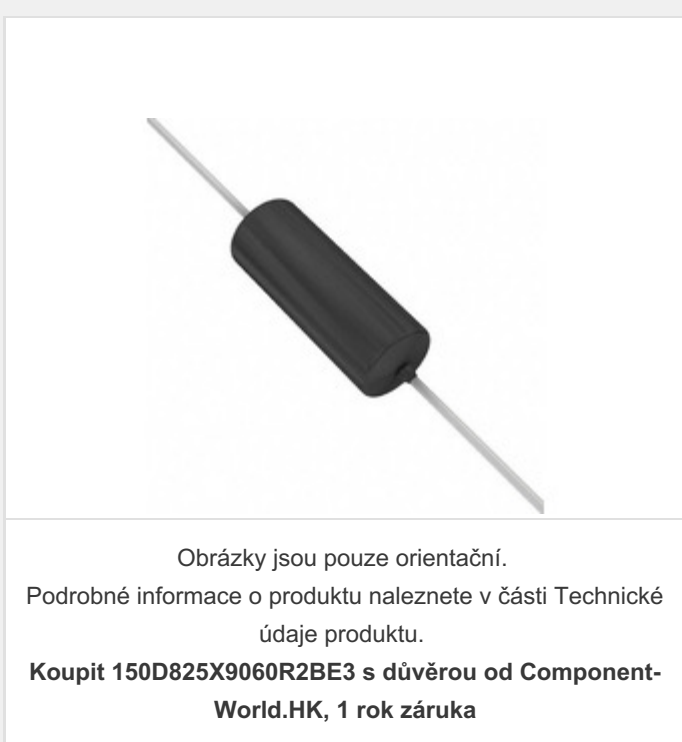 Obrázky jsou pouze orientační.
Podrobné informace o produktu naleznete v části Technické
údaje produktu.
Koupit 150D825X9060R2BE3 s důvěrou od Component-
World.HK, 1 rok záruka